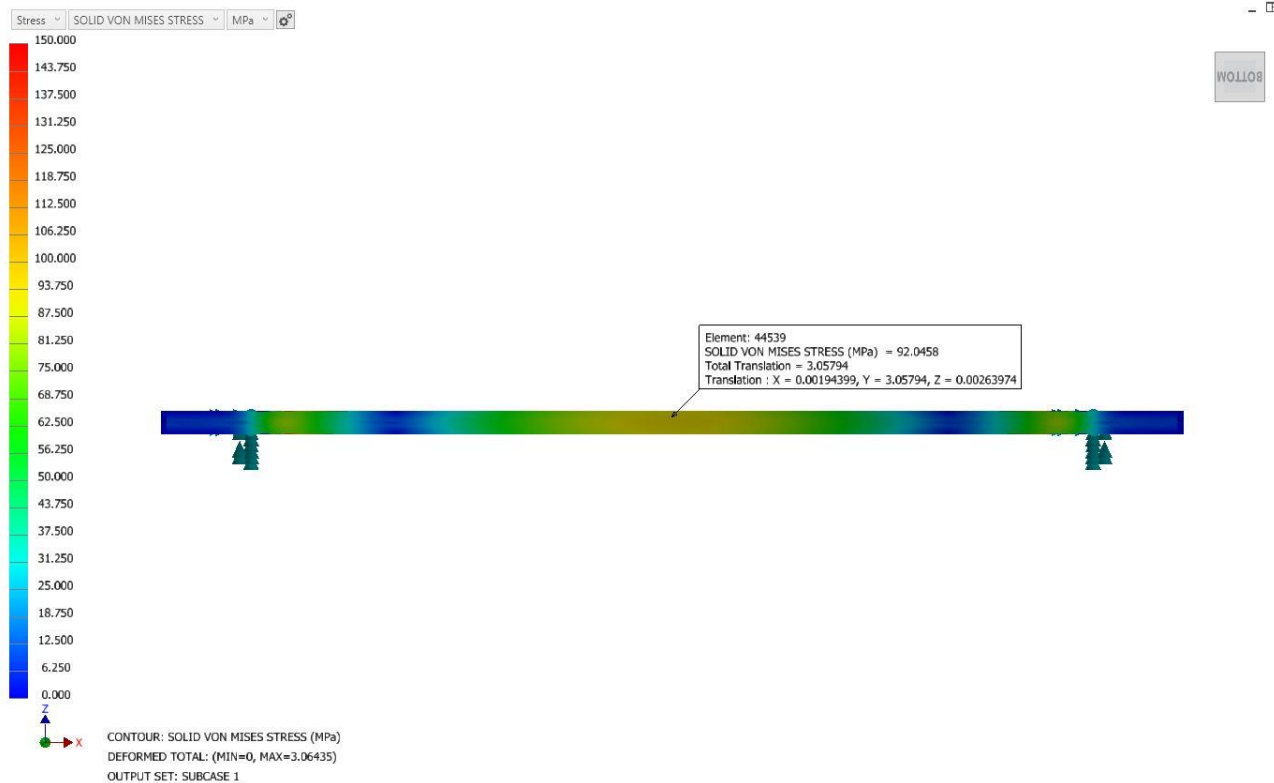 Stress SOLID VON MISES STRESS MPa
BOTTOM
150.000
143.750
137.500
131.250
125.000
118.750
112.500
106.250
100.000
93.750
87.500
81.250
75.000
68.750
62.500
56.250
50.000
43.750
37.500
31.250
25.000
18.750
12.500
6.250
0.000
Element: 44539
SOLID VON MISES STRESS (MPa) = 92.0458
Total Translation = 3.05794
Translation : X = 0.00194399, Y = 3.05794, Z = 0.00263974
Z
X
CONTOUR: SOLID VON MISES STRESS (MPa)
DEFORMED TOTAL: (MIN=0, MAX=3.06435)
OUTPUT SET: SUBCASE 1